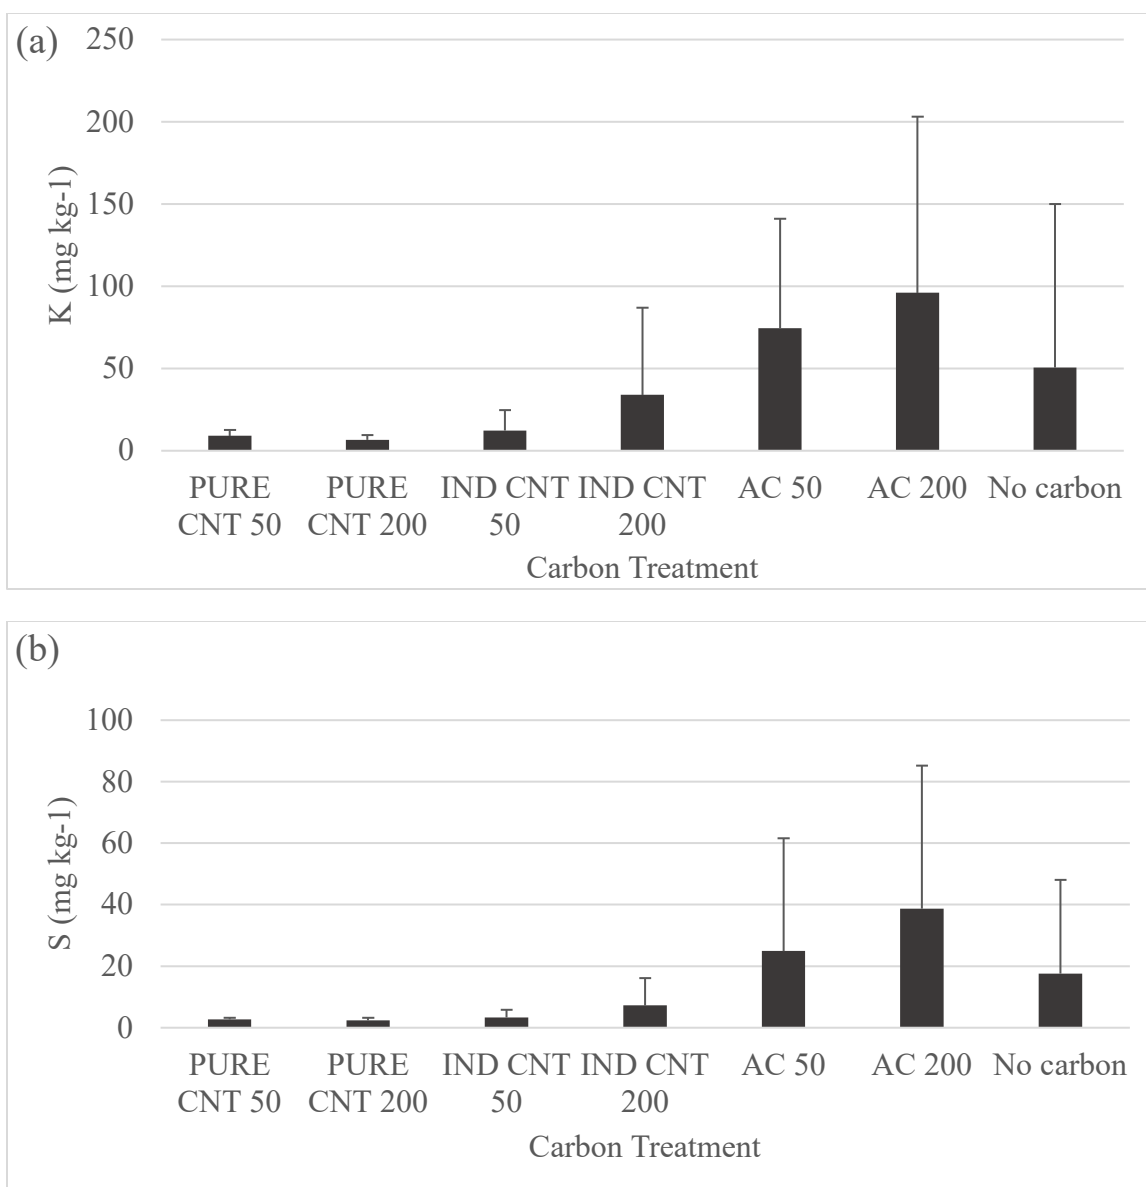 (a)
250
200
150
100
50
0
K (mg kg-1)
PURE CNT 50
PURE CNT 200
IND CNT 50
IND CNT 200
AC 50
AC 200
No carbon
Carbon Treatment
(b)
100
80
60
40
20
0
S (mg kg-1)
PURE CNT 50
PURE CNT 200
IND CNT 50
IND CNT 200
AC 50
AC 200
No carbon
Carbon Treatment